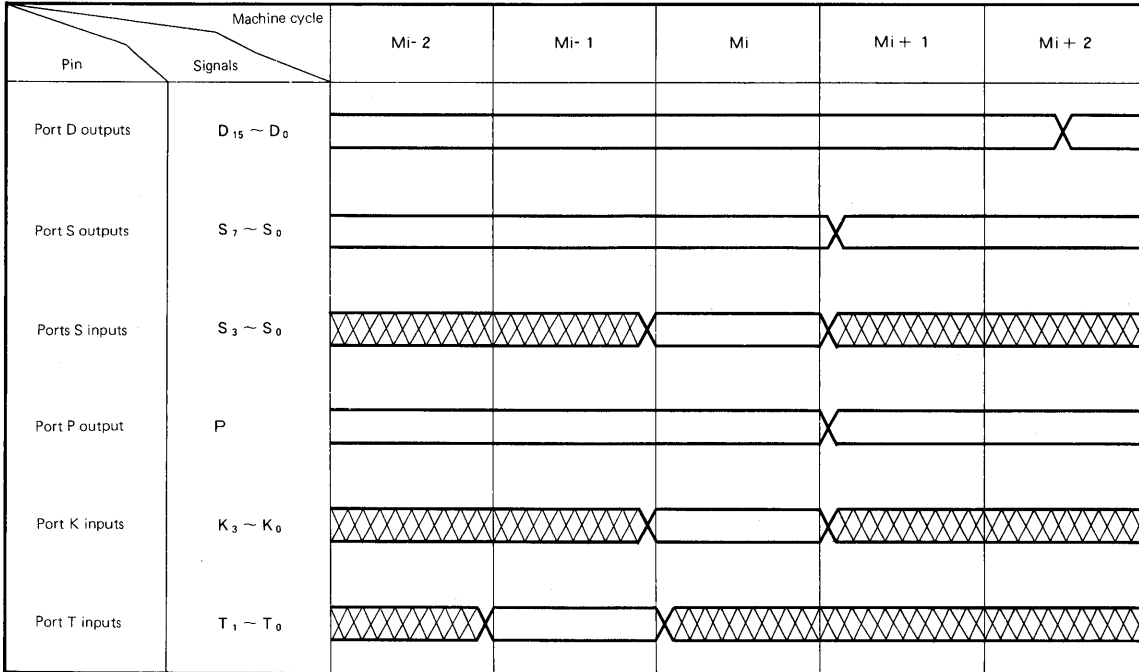 Machine cycle
Pin
Signals
Mi- 2
Mi- 1
Mi
Mi + 1
Mi + 2
Port D outputs
D₁₅ ~ D₀
Port S outputs
S₇ ~ S₀
Ports S inputs
S₃ ~ S₀
Port P output
P
Port K inputs
K₃ ~ K₀
Port T inputs
T₁ ~ T₀